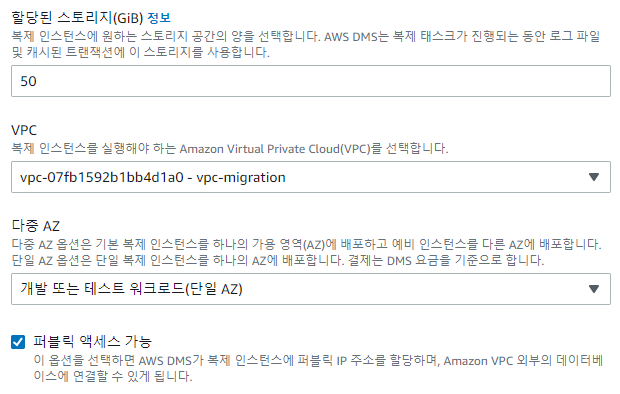 할당된 스토리지(GiB) 정보
복제 인스턴스에 원하는 스토리지 공간의 양을 선택합니다. AWS DMS는 복제 태스크가 진행되는 동안 로그 파일
및 캐시된 트랜잭션에 이 스토리지를 사용합니다.
50
VPC
복제 인스턴스를 실행해야 하는 Amazon Virtual Private Cloud(VPC)를 선택합니다.
vpc-07fb1592b1bb4d1a0 - vpc-migration
다중 AZ
다중 AZ 옵션은 기본 복제 인스턴스를 하나의 가용 영역(AZ)에 배포하고 예비 인스턴스를 다른 AZ에 배포합니다.
단일 AZ 옵션은 단일 복제 인스턴스를 하나의 AZ에 배포합니다. 결제는 DMS 요금을 기준으로 합니다.
개발 또는 테스트 워크로드(단일 AZ)
퍼블릭 액세스 가능
이 옵션을 선택하면 AWS DMS가 복제 인스턴스에 퍼블릭 IP 주소를 할당하며, Amazon VPC 외부의 데이터베
이스에 연결할 수 있게 됩니다.